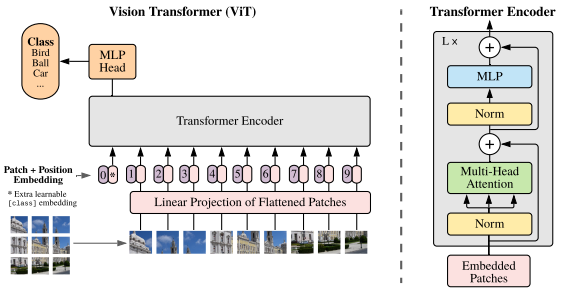 Vision Transformer (ViT)
Class
Bird
Ball
Car
...
MLP
Head
Transformer Encoder
Patch + Position
Embedding
* Extra learnable
[class] embedding
0 * 1 2 3 4 5 6 7 8 9
Linear Projection of Flattened Patches
Transformer Encoder
L x
+
MLP
Norm
+
Multi-Head
Attention
Norm
Embedded
Patches